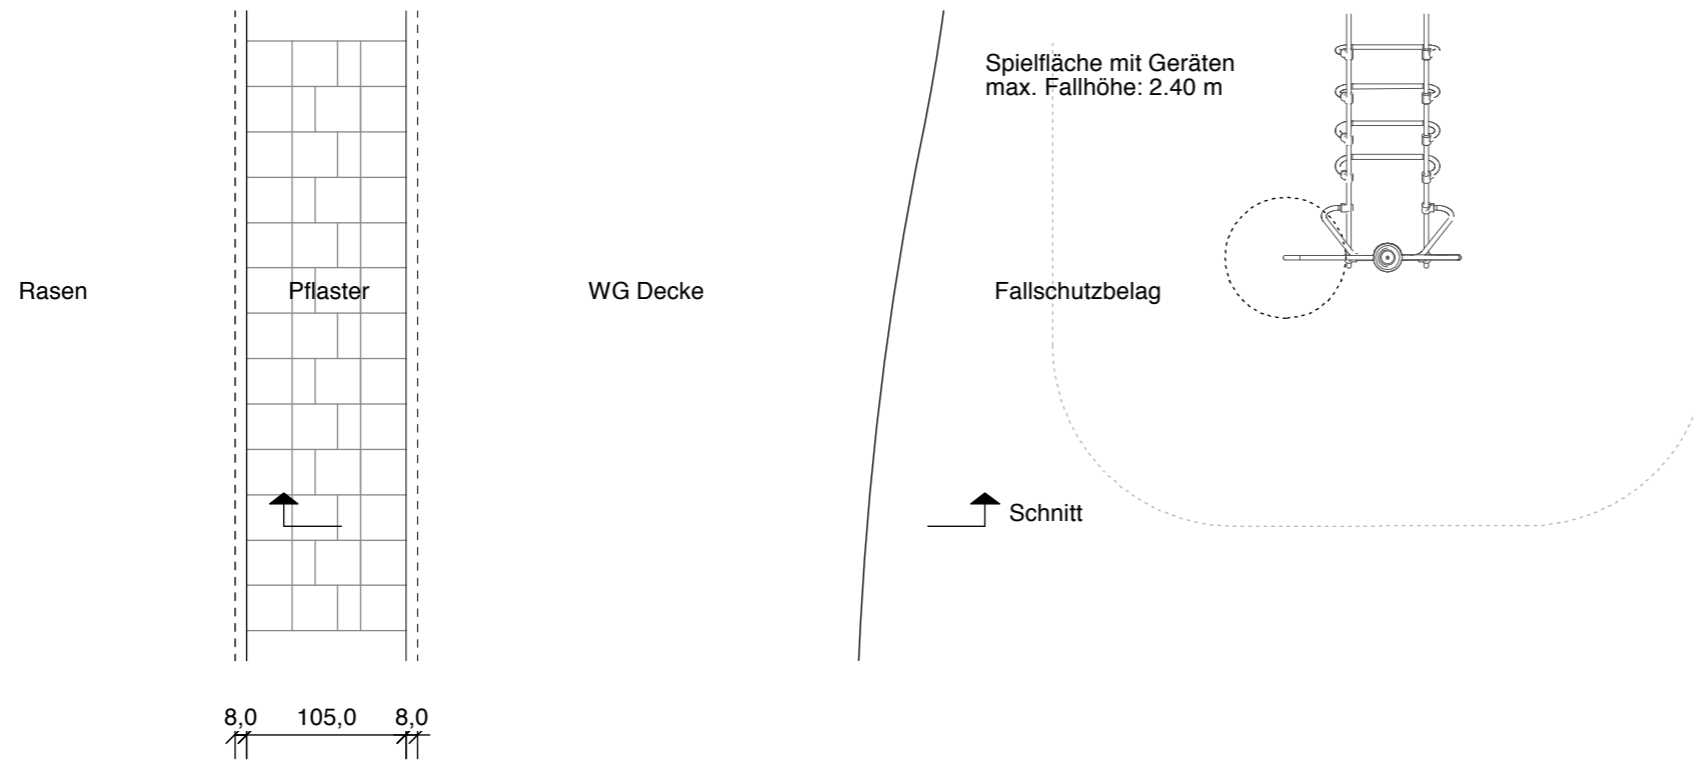 Spielfläche mit Geräten
max. Fallhöhe: 2.40 m
Rasen
Pflaster
WG Decke
Fallschutzbelag
Schnitt
8,0 105,0 8,0